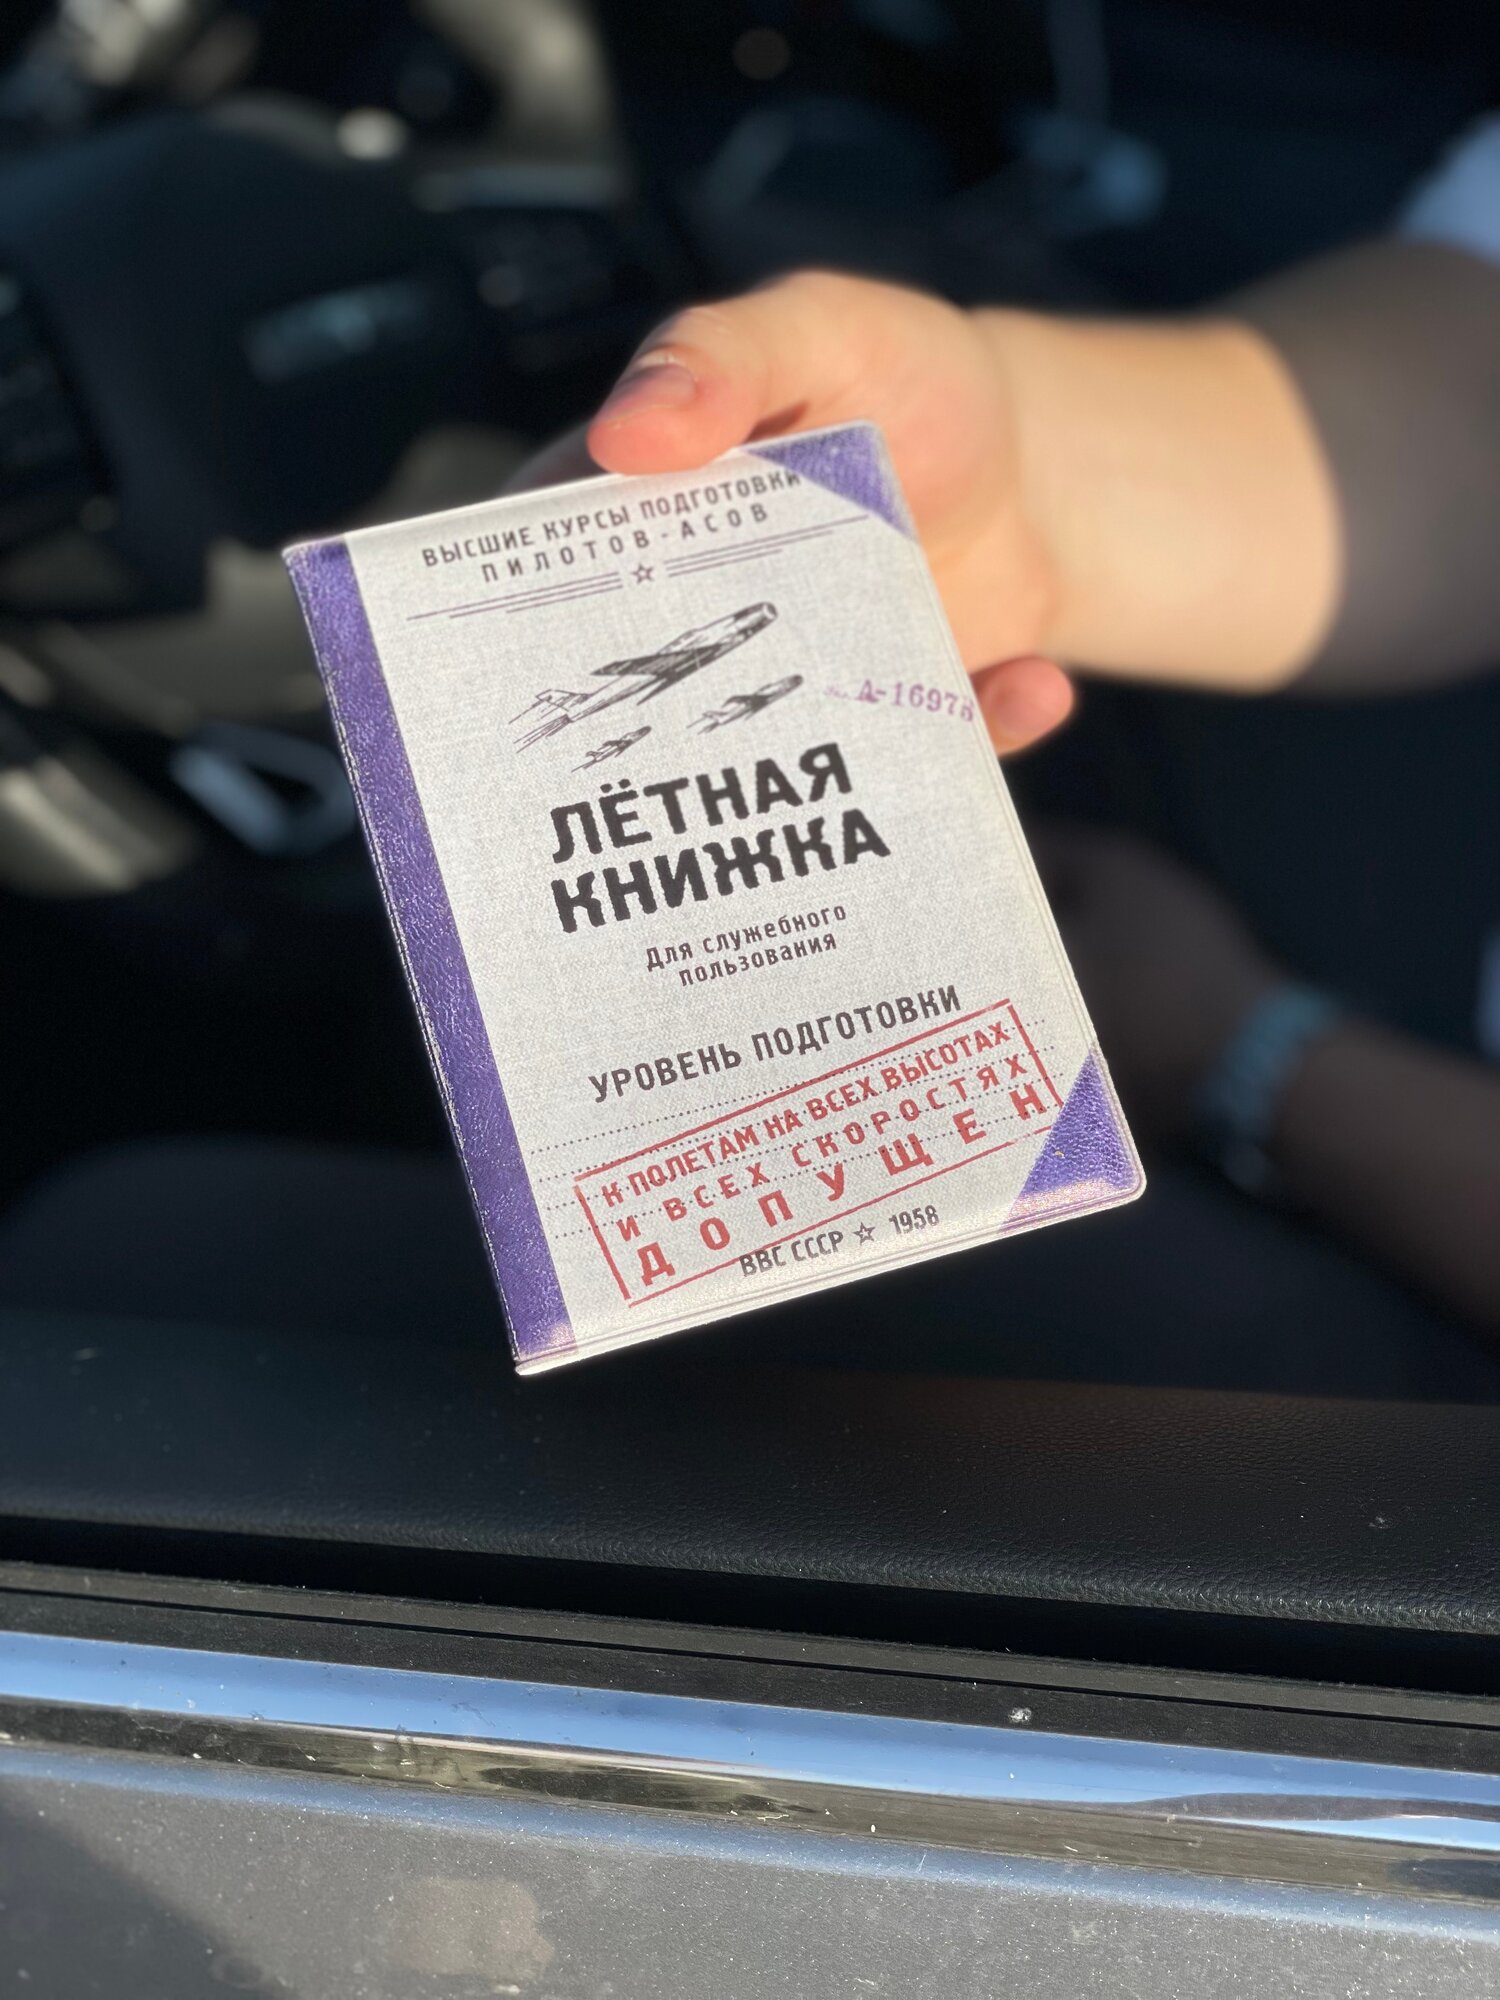 ВЫСШИЕ КУРСЫ ПОДГОТОВКИ
ПИЛОТОВ-АСОВ
Д-16978
ЛЁТНАЯ
КНИЖКА
Для служебного
пользования
УРОВЕНЬ ПОДГОТОВКИ
К ПОЛЕТАМ НА ВСЕХ ВЫСОТАХ
И ВСЕХ СКОРОСТЯХ
ДОПУЩЕН
ВВС СССР ☆ 1958